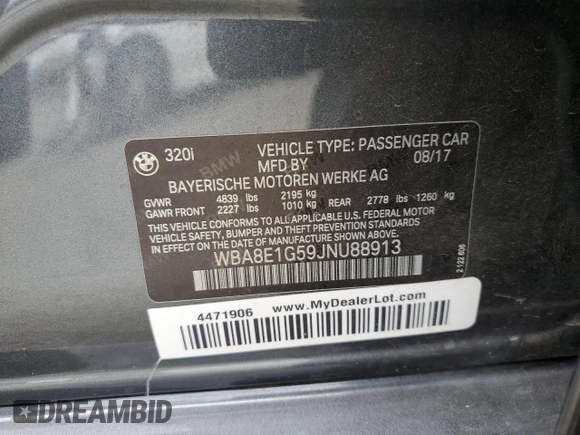 320i VEHICLE TYPE: PASSENGER CAR
MFD BY 08/17
BAYERISCHE MOTOREN WERKE AG
GVWR 4839 lbs 2195 kg
GAWR FRONT 2227 lbs 1010 kg REAR 2778 lbs 1260 kg
THIS VEHICLE CONFORMS TO ALL APPLICABLE U.S. FEDERAL MOTOR
VEHICLE SAFETY, BUMPER, AND THEFT PREVENTION STANDARDS
IN EFFECT ON THE DATE OF MANUFACTURE SHOWN ABOVE.
WBA8E1G59JNU88913
2 122 606
4471906 www.MyDealerLot.com
DREAMBID